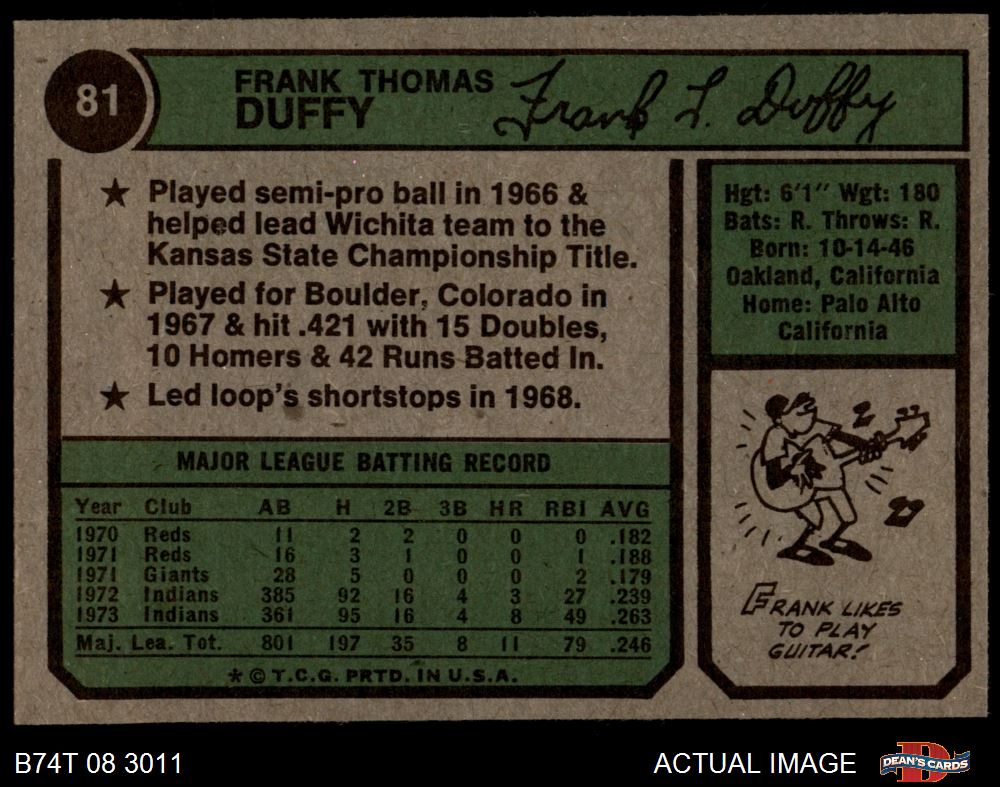 81
FRANK THOMAS
DUFFY
Frank T. Duffy
★ Played semi-pro ball in 1966 &
helped lead Wichita team to the
Kansas State Championship Title.
★ Played for Boulder, Colorado in
1967 & hit .421 with 15 Doubles,
10 Homers & 42 Runs Batted In.
★ Led loop's shortstops in 1968.
Hgt: 6'1" Wgt: 180
Bats: R. Throws: R.
Born: 10-14-46
Oakland, California
Home: Palo Alto
California
MAJOR LEAGUE BATTING RECORD
Year Club AB H 2B 3B HR RBI AVG
1970 Reds 11 2 2 0 0 0 .182
1971 Reds 16 3 1 0 0 1 .188
1971 Giants 28 5 0 0 0 2 .179
1972 Indians 385 92 16 4 3 27 .239
1973 Indians 361 95 16 4 8 49 .263
Maj. Lea. Tot. 801 197 35 8 11 79 .246
* © T.C.G. PRTD. IN U.S.A.
FRANK LIKES
TO PLAY
GUITAR!
B74T 08 3011
ACTUAL IMAGE
DEAN'S CARDS